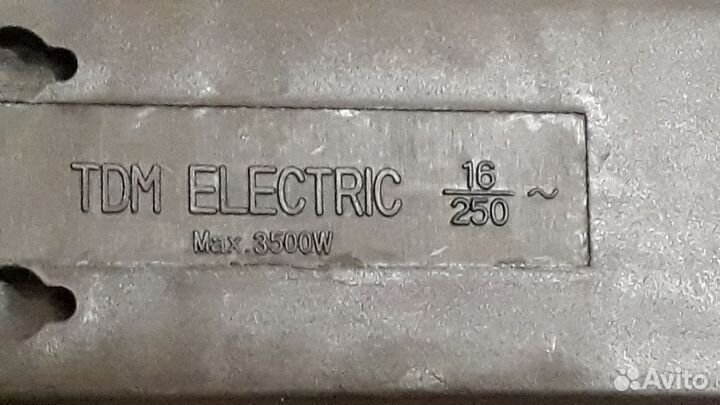 TDM ELECTRIC 16/250 ~
Max. 3500W
Avito